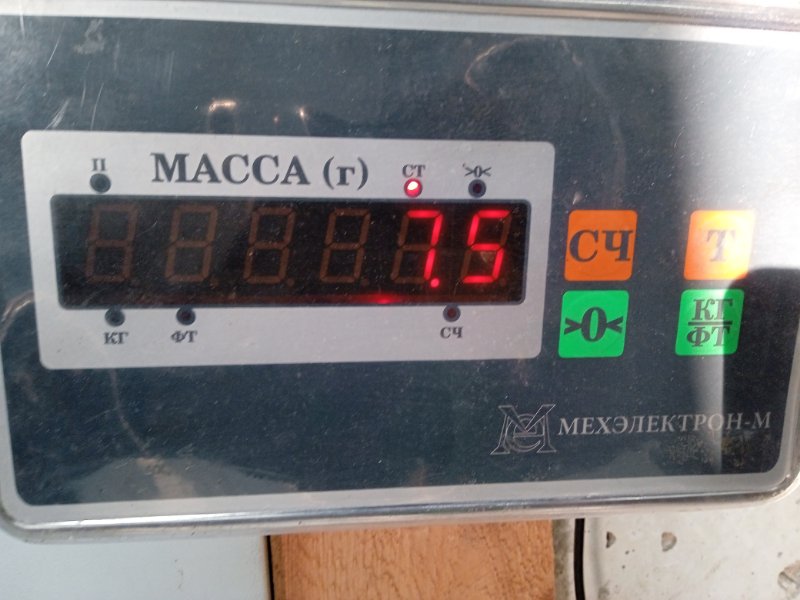 П МАССА (г) СТ >0<
7.5
КГ ФТ СЧ
СЧ Т
>0< КГ/ФТ
МЕХЭЛЕКТРОН-М